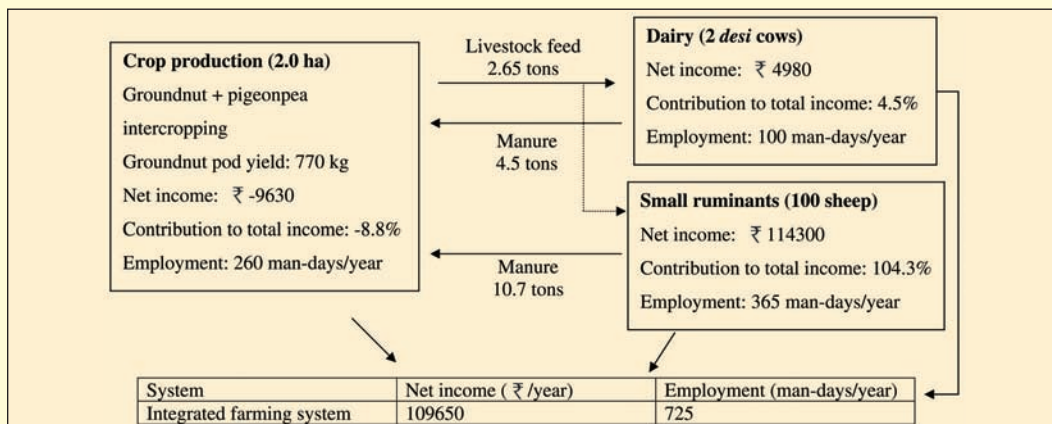 Crop production (2.0 ha)
Groundnut + pigeonpea
intercropping
Groundnut pod yield: 770 kg
Net income: ₹ -9630
Contribution to total income: -8.8%
Employment: 260 man-days/year
Livestock feed
2.65 tons
Manure
4.5 tons
Manure
10.7 tons
Dairy (2 desi cows)
Net income: ₹ 4980
Contribution to total income: 4.5%
Employment: 100 man-days/year
Small ruminants (100 sheep)
Net income: ₹ 114300
Contribution to total income: 104.3%
Employment: 365 man-days/year
System Net income ( ₹ /year) Employment (man-days/year)
Integrated farming system 109650 725